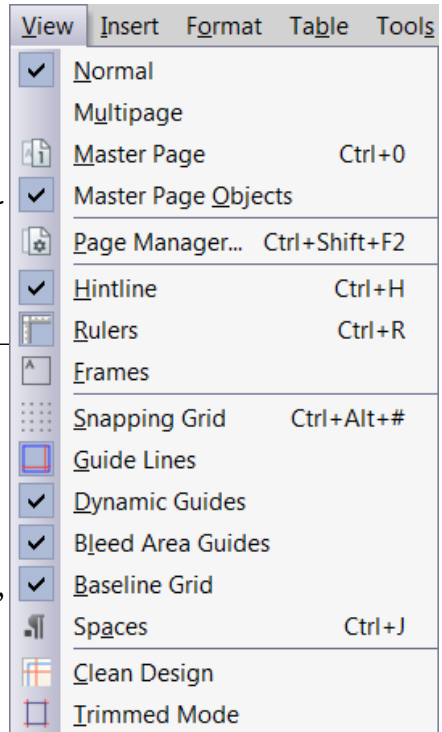 View Insert Format Table Tools
Normal
Multipage
Master Page Ctrl+0
Master Page Objects
Page Manager... Ctrl+Shift+F2
Hintline Ctrl+H
Rulers Ctrl+R
Frames
Snapping Grid Ctrl+Alt+#
Guide Lines
Dynamic Guides
Bleed Area Guides
Baseline Grid
Spaces Ctrl+J
Clean Design
Trimmed Mode